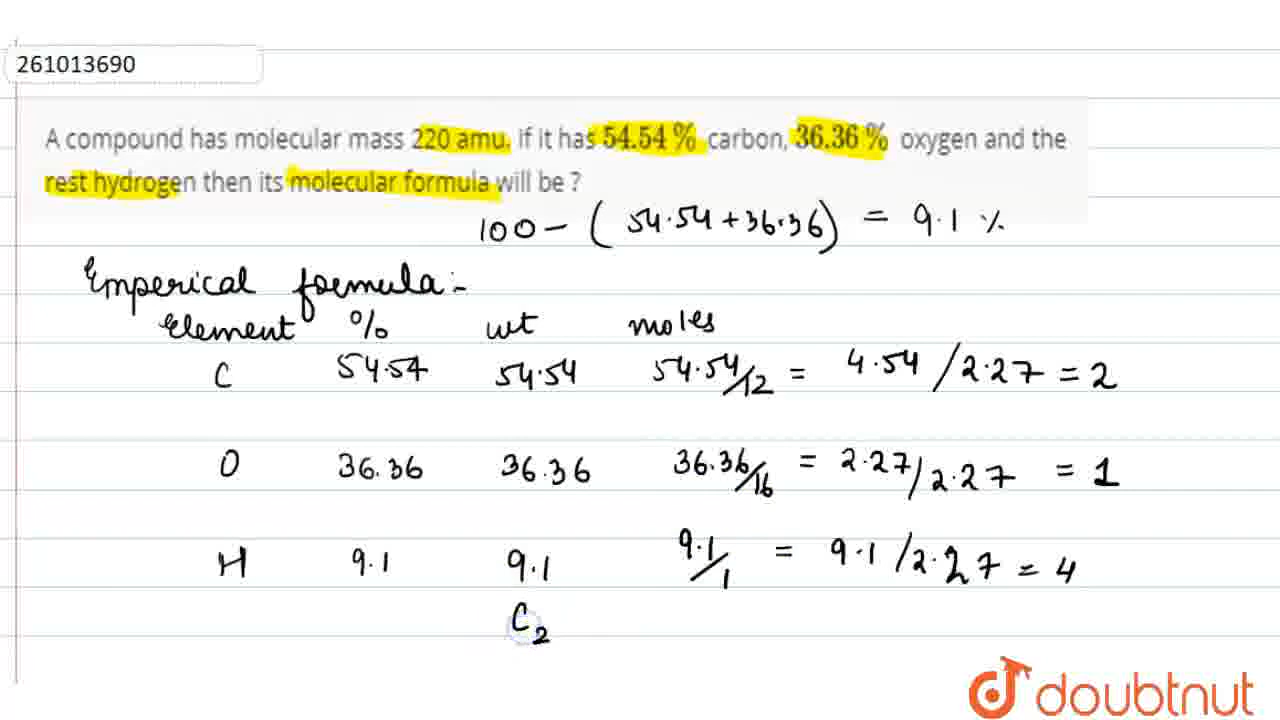 261013690
A compound has molecular mass 220 amu. If it has 54.54 % carbon, 36.36 % oxygen and the
rest hydrogen then its molecular formula will be ?
100 - ( 54.54 + 36.36 ) = 9.1 %
Emperical formula :-
Element % wt moles
C 54.54 54.54 54.54/12 = 4.54 / 2.27 = 2
O 36.36 36.36 36.36/16 = 2.27 / 2.27 = 1
H 9.1 9.1 9.1/1 = 9.1 / 2.27 = 4
C2
doubtnut